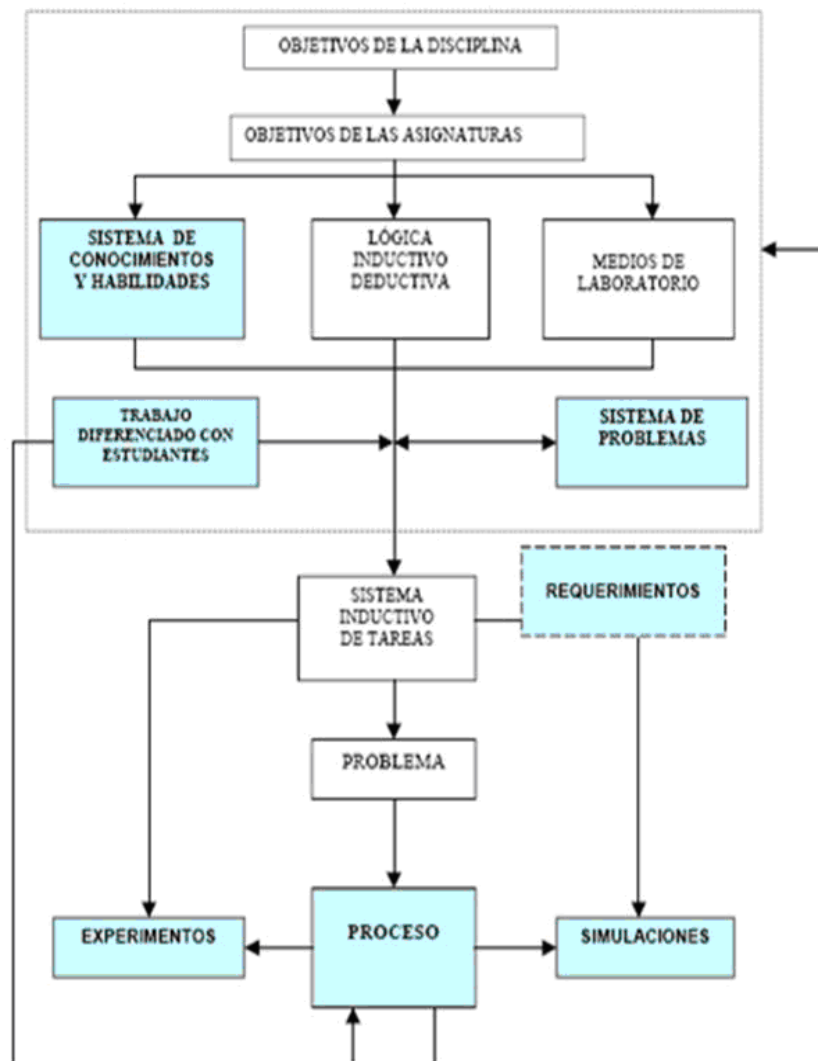 OBJETIVOS DE LA DISCIPLINA
OBJETIVOS DE LAS ASIGNATURAS
SISTEMA DE
CONOCIMIENTOS
Y HABILIDADES
LÓGICA
INDUCTIVO
DEDUCTIVA
MEDIOS DE
LABORATORIO
TRABAJO
DIFERENCIADO CON
ESTUDIANTES
SISTEMA DE
PROBLEMAS
SISTEMA
INDUCTIVO
DE TAREAS
REQUERIMIENTOS
PROBLEMA
EXPERIMENTOS
PROCESO
SIMULACIONES